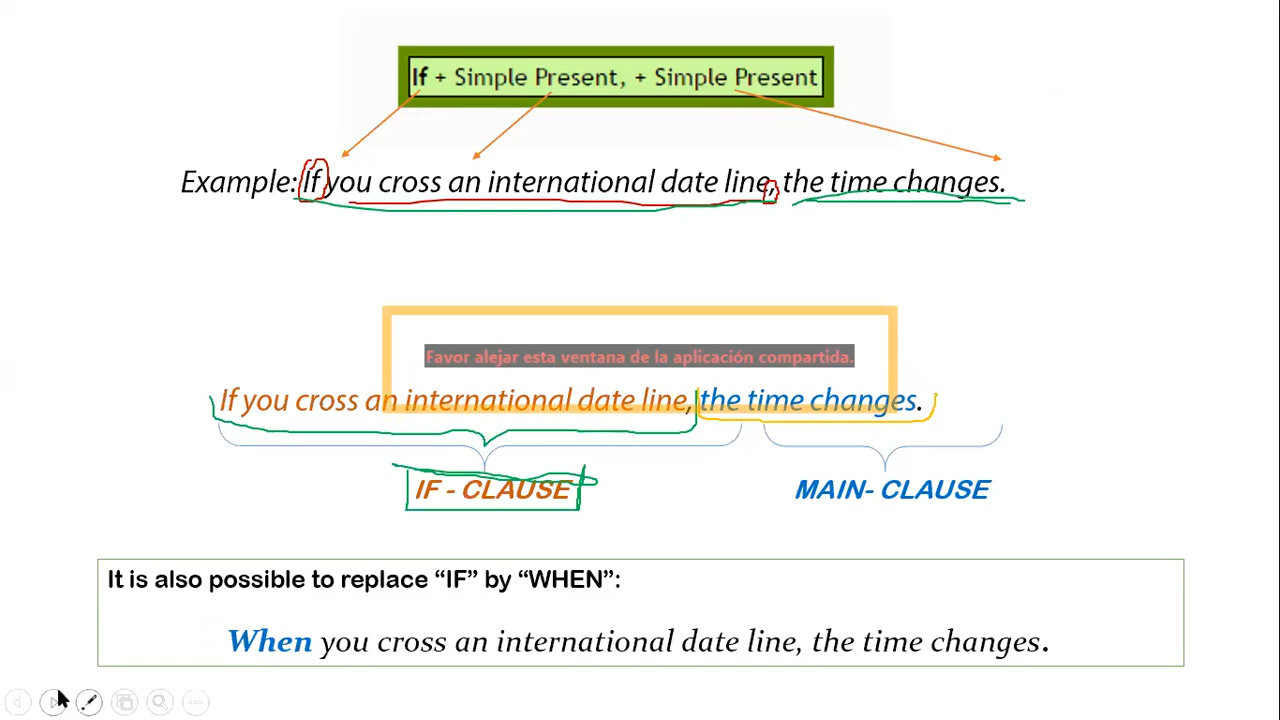 If + Simple Present, + Simple Present
Example: If you cross an international date line, the time changes.
Favor alejar esta ventana de la aplicación compartida.
If you cross an international date line, the time changes.
IF - CLAUSE
MAIN- CLAUSE
It is also possible to replace “IF” by “WHEN”:
When you cross an international date line, the time changes.